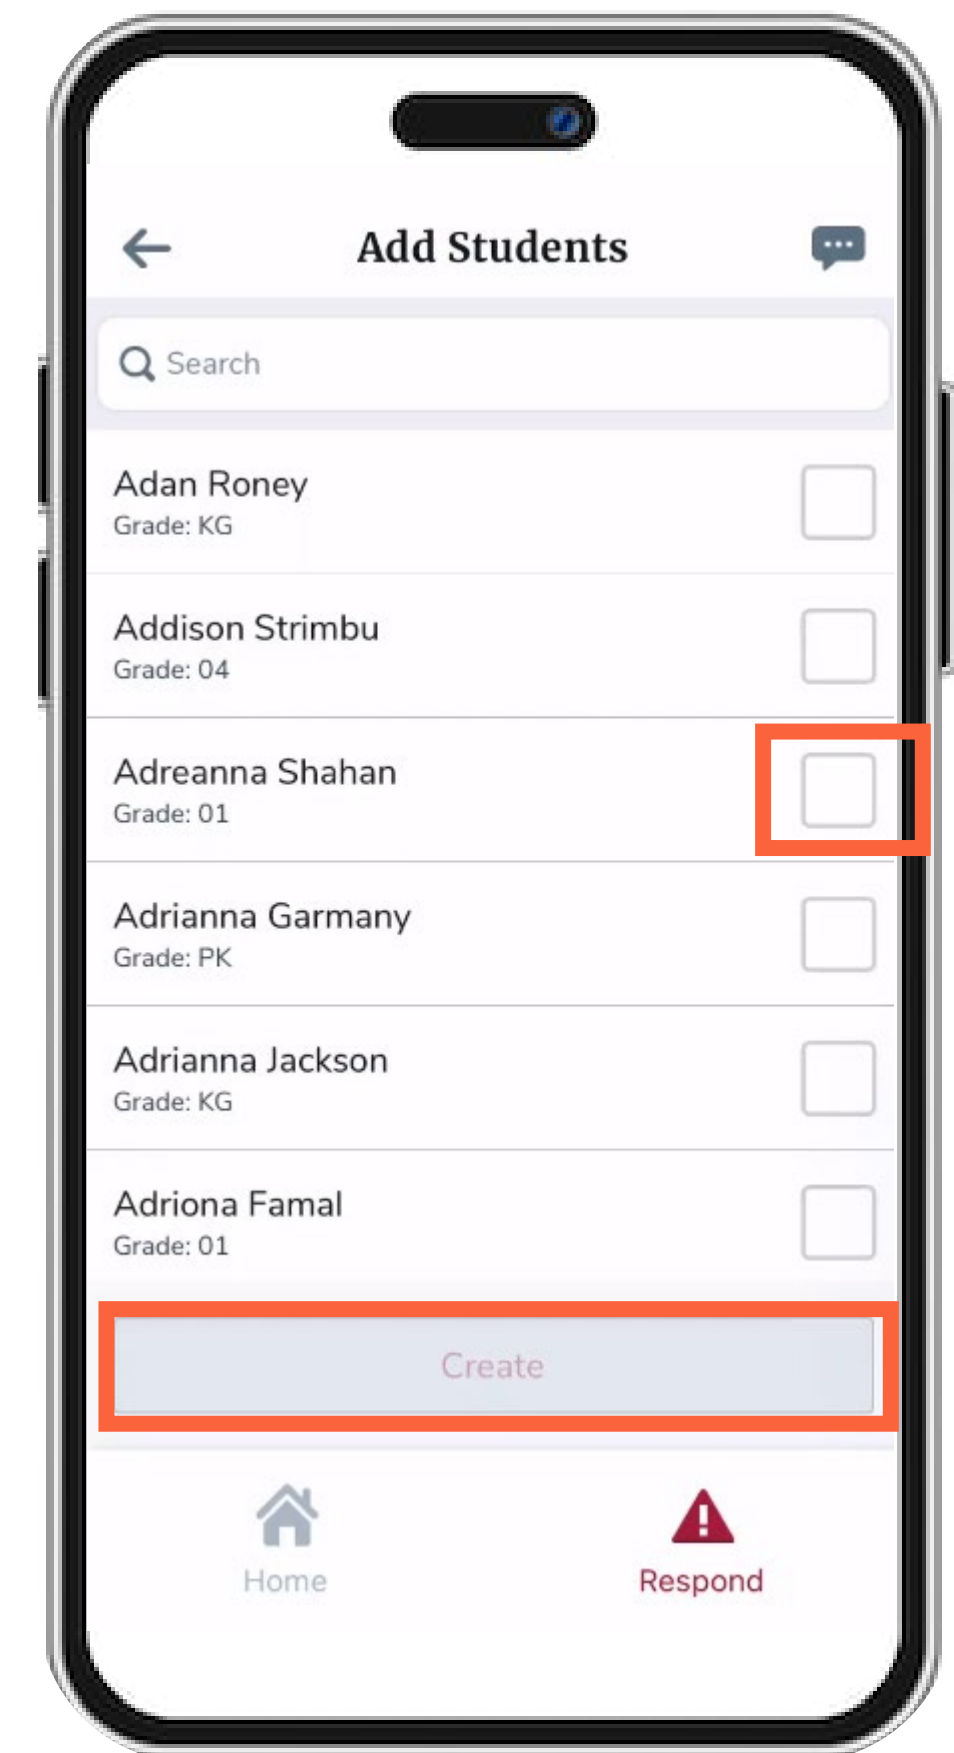 Add Students
Search
Adan Roney
Grade: KG
Addison Strimbu
Grade: 04
Adreanna Shahan
Grade: 01
Adrianna Garmany
Grade: PK
Adrianna Jackson
Grade: KG
Adriona Famal
Grade: 01
Create
Home
Respond